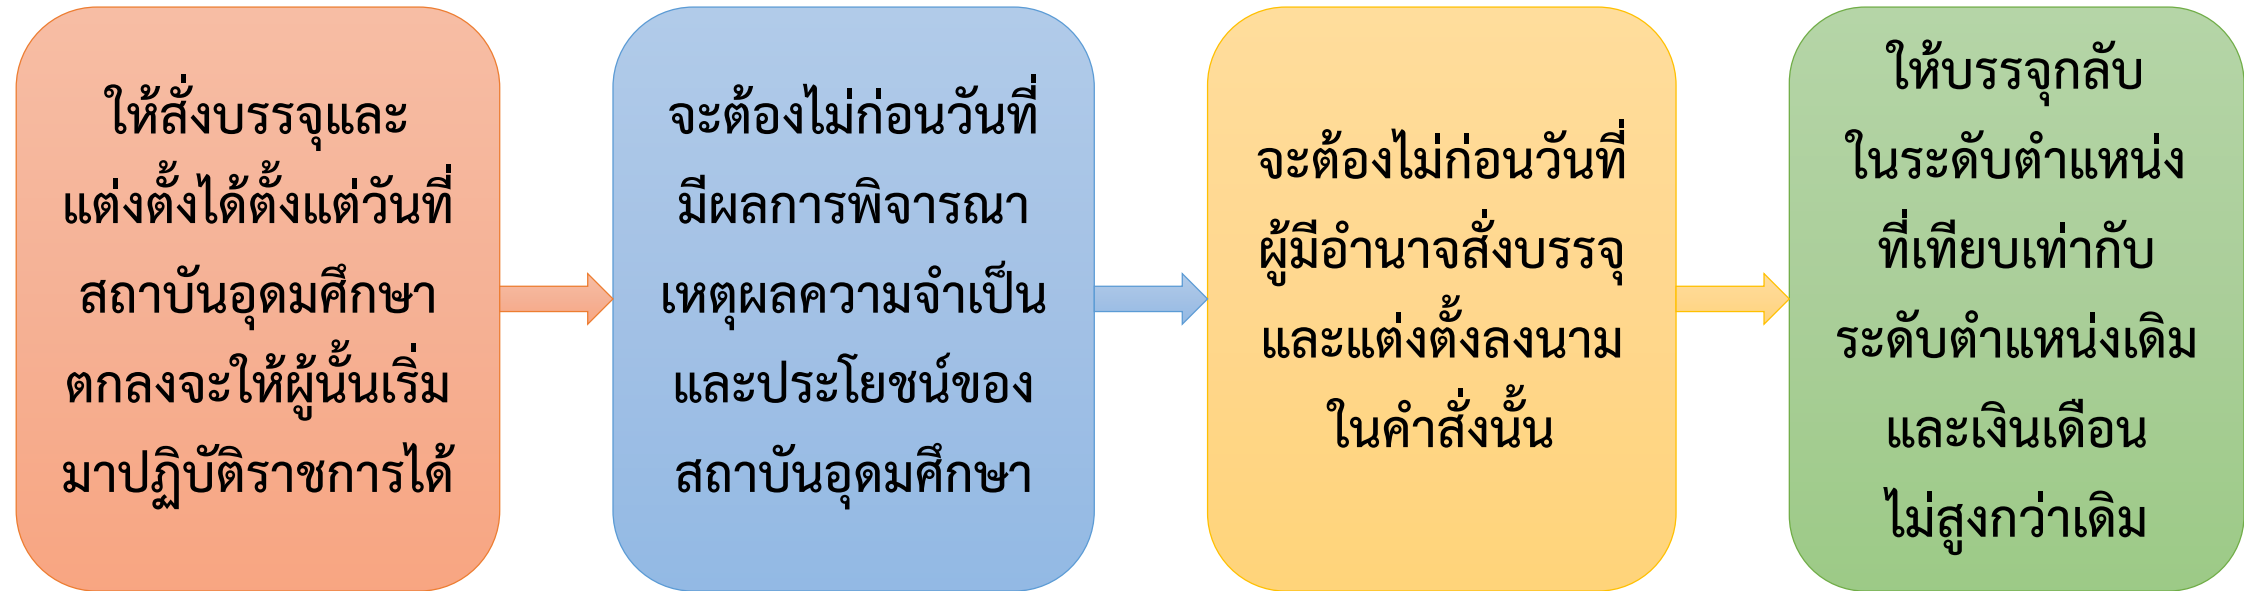 ให้สั่งบรรจุและ
แต่งตั้งได้ตั้งแต่วันที่
สถาบันอุดมศึกษา
ตกลงจะให้ผู้นั้นเริ่ม
มาปฏิบัติราชการได้
จะต้องไม่ก่อนวันที่
มีผลการพิจารณา
เหตุผลความจำเป็น
และประโยชน์ของ
สถาบันอุดมศึกษา
จะต้องไม่ก่อนวันที่
ผู้มีอำนาจสั่งบรรจุ
และแต่งตั้งลงนาม
ในคำสั่งนั้น
ให้บรรจุกลับ
ในระดับตำแหน่ง
ที่เทียบเท่ากับ
ระดับตำแหน่งเดิม
และเงินเดือน
ไม่สูงกว่าเดิม